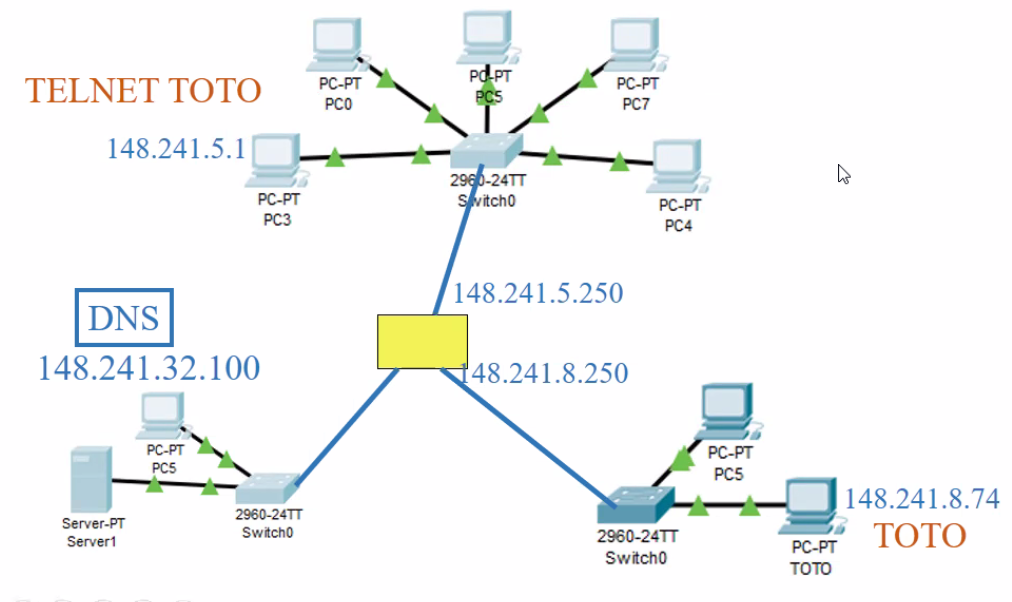 PC-PT
PC0
PC-PT
PC5
PC-PT
PC7
TELNET TOTO
148.241.5.1
PC-PT
PC3
2960-24TT
Switch0
PC-PT
PC4
148.241.5.250
DNS
148.241.32.100
148.241.8.250
PC-PT
PC5
Server-PT
Server1
2960-24TT
Switch0
PC-PT
PC5
2960-24TT
Switch0
148.241.8.74
TOTO
PC-PT
TOTO